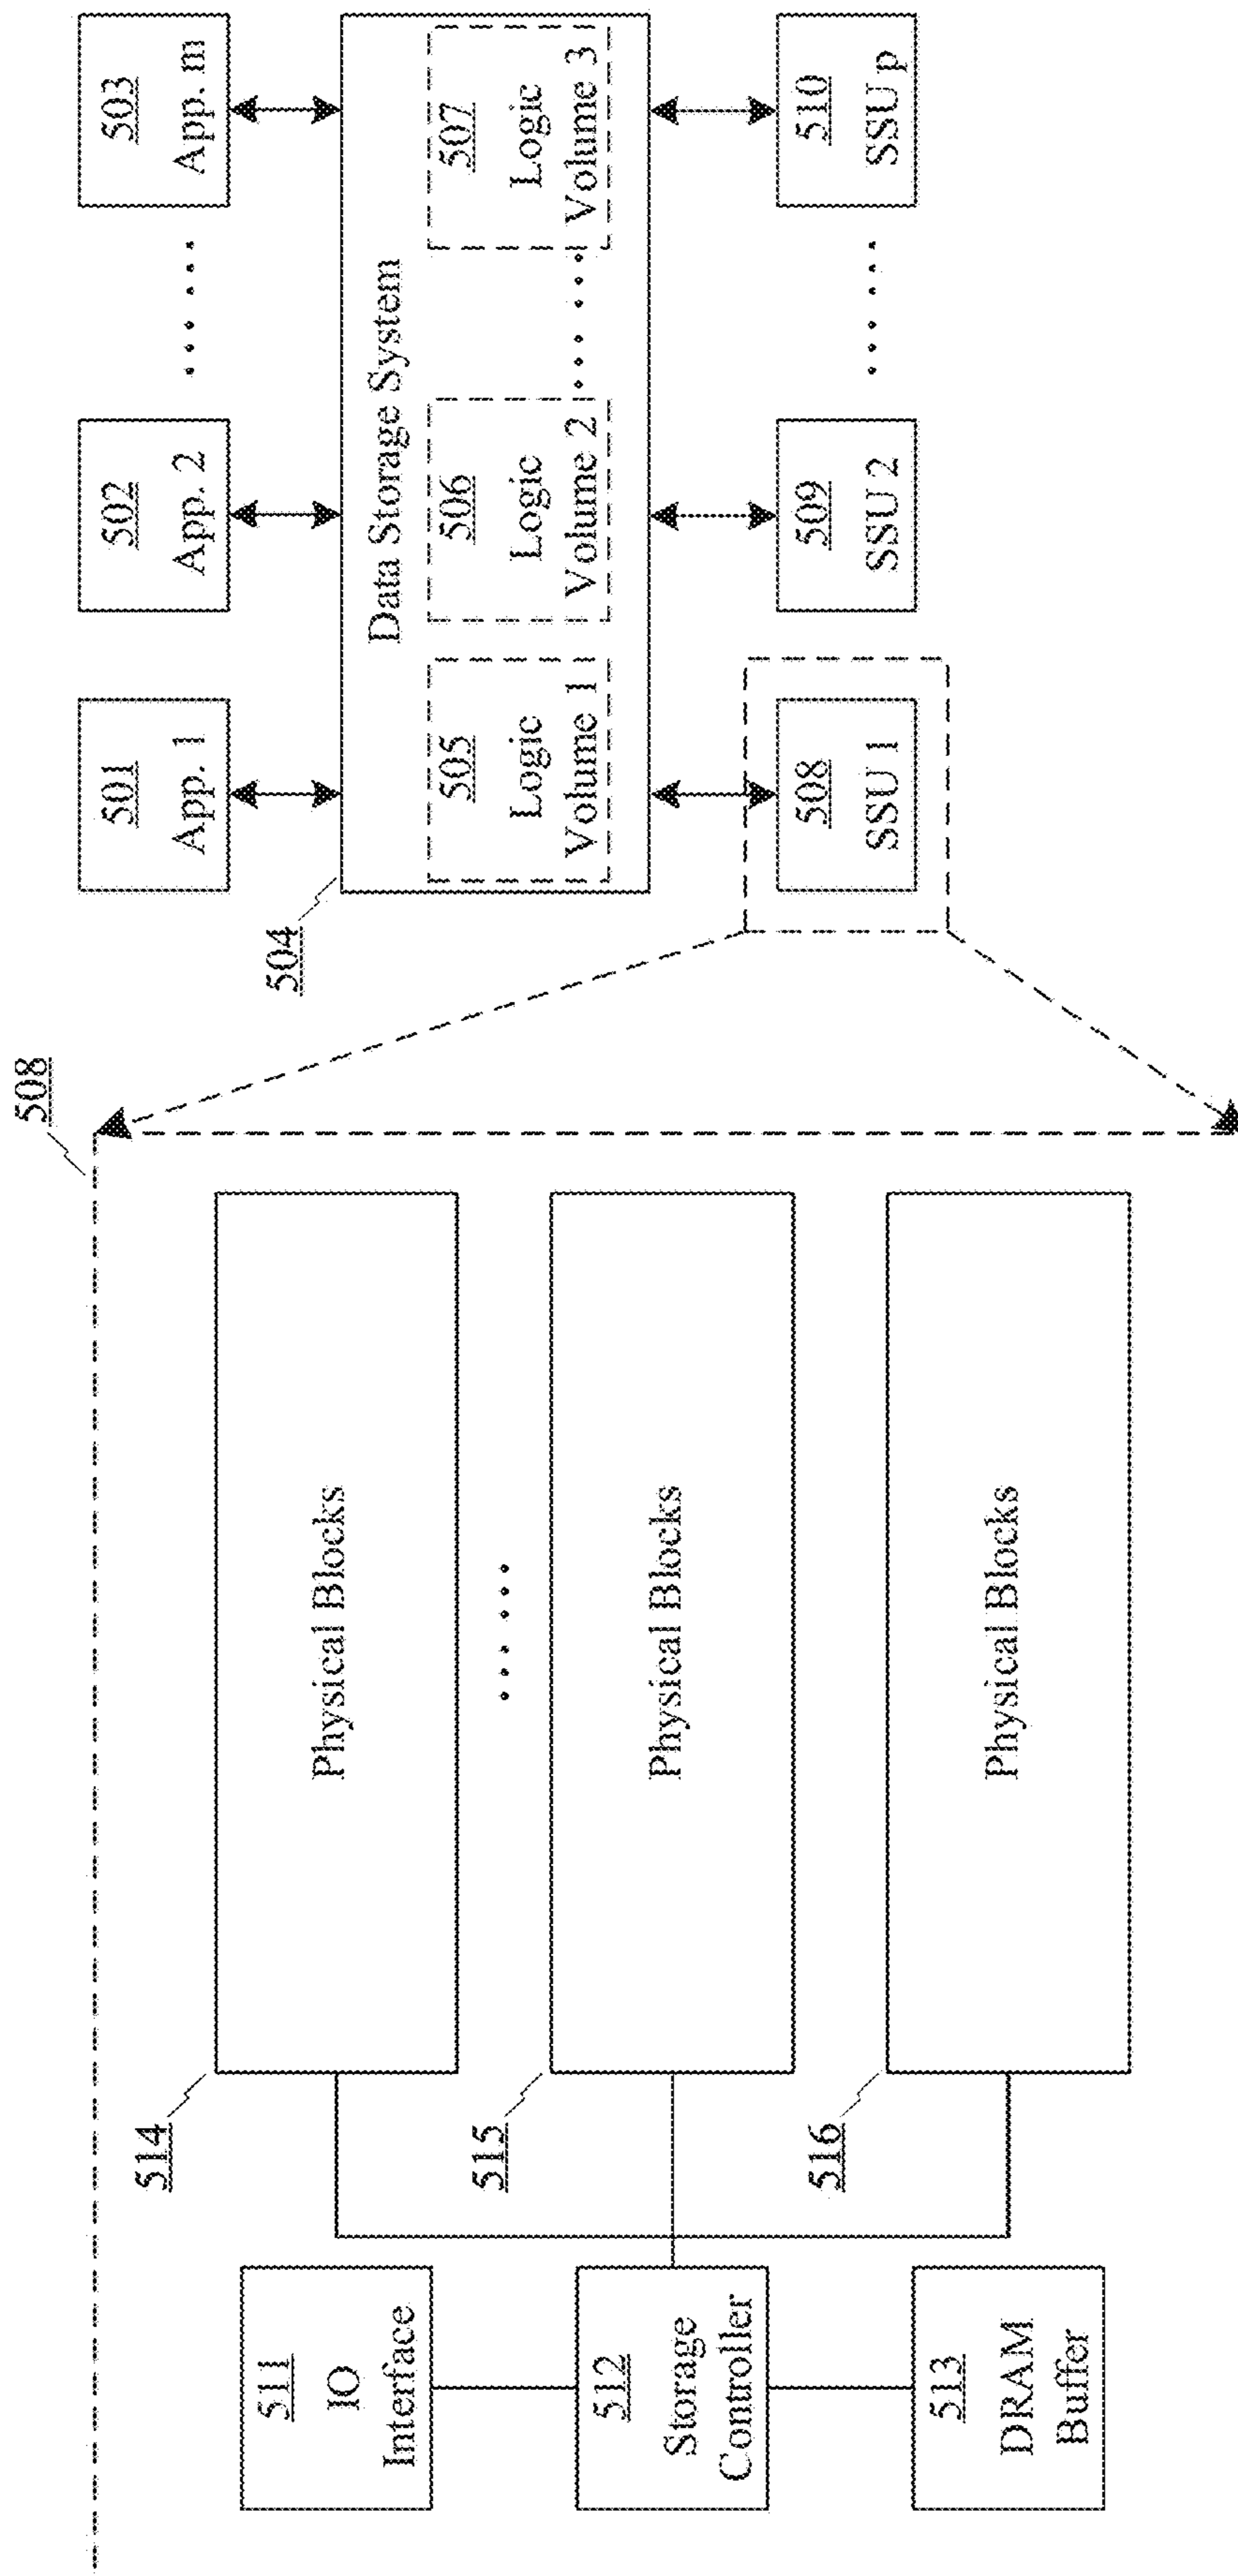 508
514
Physical Blocks
511
IO
Interface
515
Physical Blocks
512
Storage
Controller
516
Physical Blocks
513
DRAM
Buffer
501
App. 1
502
App. 2
......
503
App. m
504
Data Storage System
505
Logic
Volume 1
506
Logic
Volume 2
......
507
Logic
Volume 3
508
SSU 1
509
SSU 2
......
510
SSU p
......